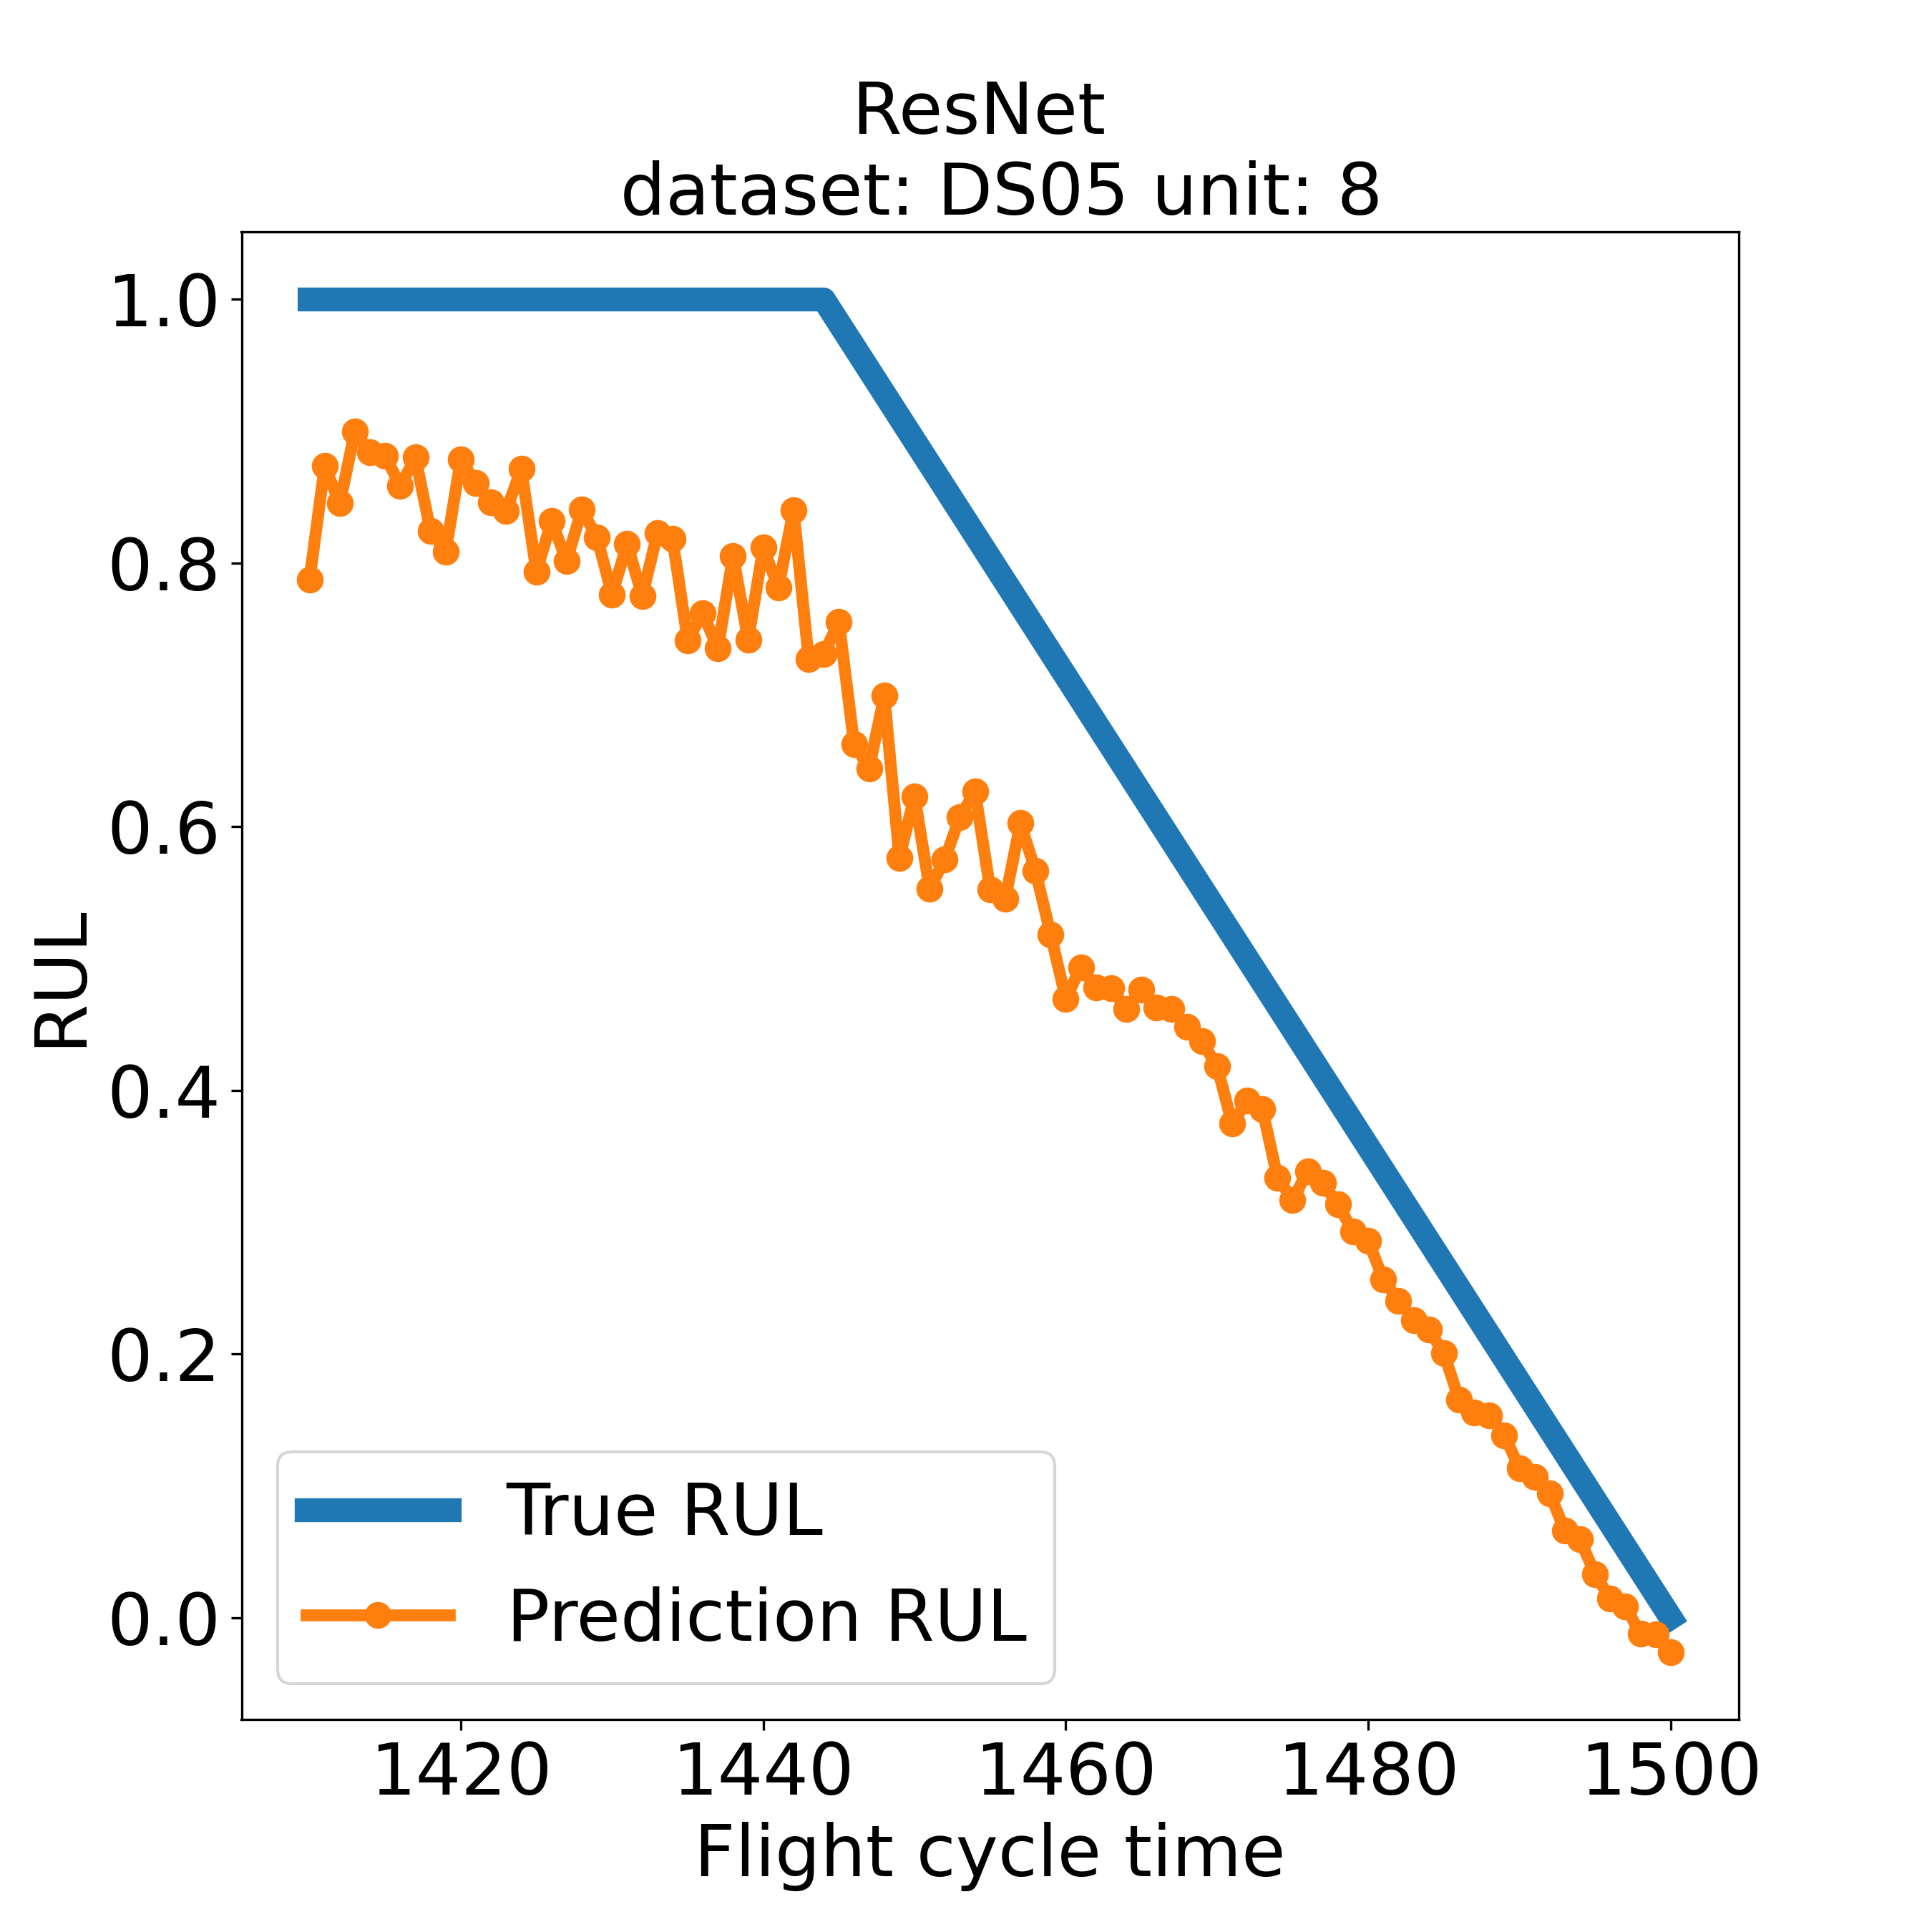 ResNet
dataset: DS05 unit: 8
1.0
0.8
0.6
0.4
0.2
0.0
RUL
True RUL
Prediction RUL
1420 1440 1460 1480 1500
Flight cycle time